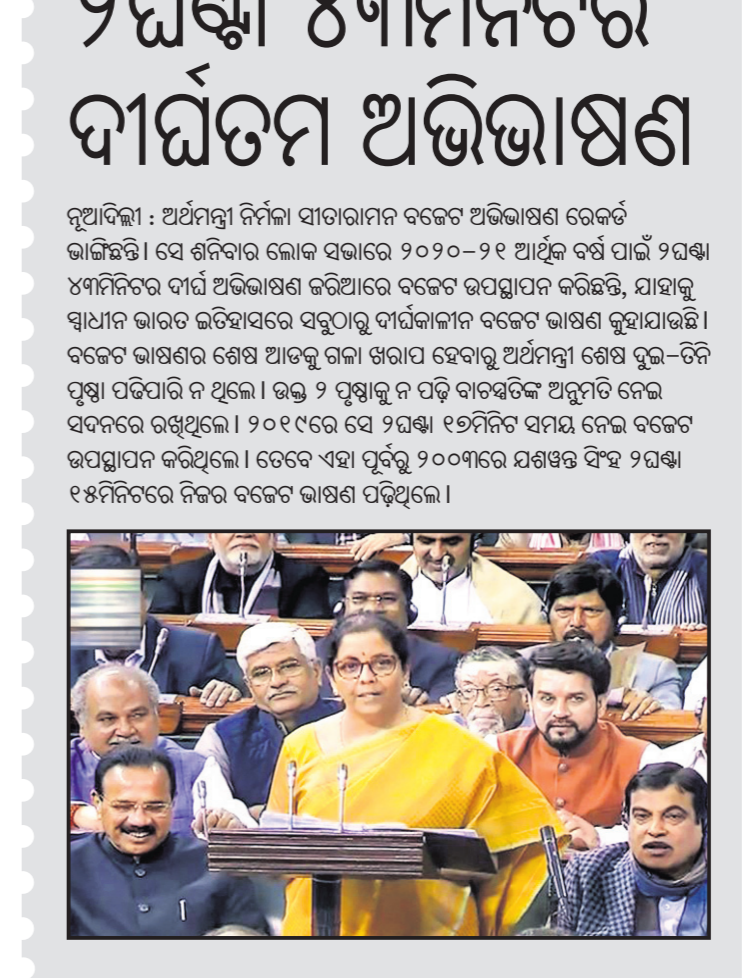 ୨ଘଣ୍ଟା ୪୩ମିନିଟର
ଦୀର୍ଘତମ ଅଭିଭାଷଣ
ନୂଆଦିଲ୍ଲୀ : ଅର୍ଥମନ୍ତ୍ରୀ ନିର୍ମଳା ସୀତାରାମନ ବଜେଟ ଅଭିଭାଷଣ ରେକର୍ଡ
ଭାଙ୍ଗିଛନ୍ତି। ସେ ଶନିବାର ଲୋକ ସଭାରେ ୨୦୨୦–୨୧ ଆର୍ଥିକ ବର୍ଷ ପାଇଁ ୨ଘଣ୍ଟା
୪୩ମିନିଟର ଦୀର୍ଘ ଅଭିଭାଷଣ ଜରିଆରେ ବଜେଟ ଉପସ୍ଥାପନ କରିଛନ୍ତି, ଯାହାକୁ
ସ୍ୱାଧୀନ ଭାରତ ଇତିହାସରେ ସବୁଠାରୁ ଦୀର୍ଘକାଳୀନ ବଜେଟ ଭାଷଣ କୁହାଯାଉଛି।
ବଜେଟ ଭାଷଣର ଶେଷ ଆଡକୁ ଗଳା ଖରାପ ହେବାରୁ ଅର୍ଥମନ୍ତ୍ରୀ ଶେଷ ଦୁଇ–ତିନି
ପୃଷ୍ଠା ପଢିପାରି ନ ଥିଲେ। ଉକ୍ତ ୨ ପୃଷ୍ଠାକୁ ନ ପଢ଼ି ବାଚସ୍ପତିଙ୍କ ଅନୁମତି ନେଇ
ସଦନରେ ରଖିଥିଲେ। ୨୦୧୯ରେ ସେ ୨ଘଣ୍ଟା ୧୭ମିନିଟ ସମୟ ନେଇ ବଜେଟ
ଉପସ୍ଥାପନ କରିଥିଲେ। ତେବେ ଏହା ପୂର୍ବରୁ ୨୦୦୩ରେ ଯଶୱନ୍ତ ସିଂହ ୨ଘଣ୍ଟା
୧୫ମିନିଟରେ ନିଜର ବଜେଟ ଭାଷଣ ପଢ଼ିଥିଲେ।